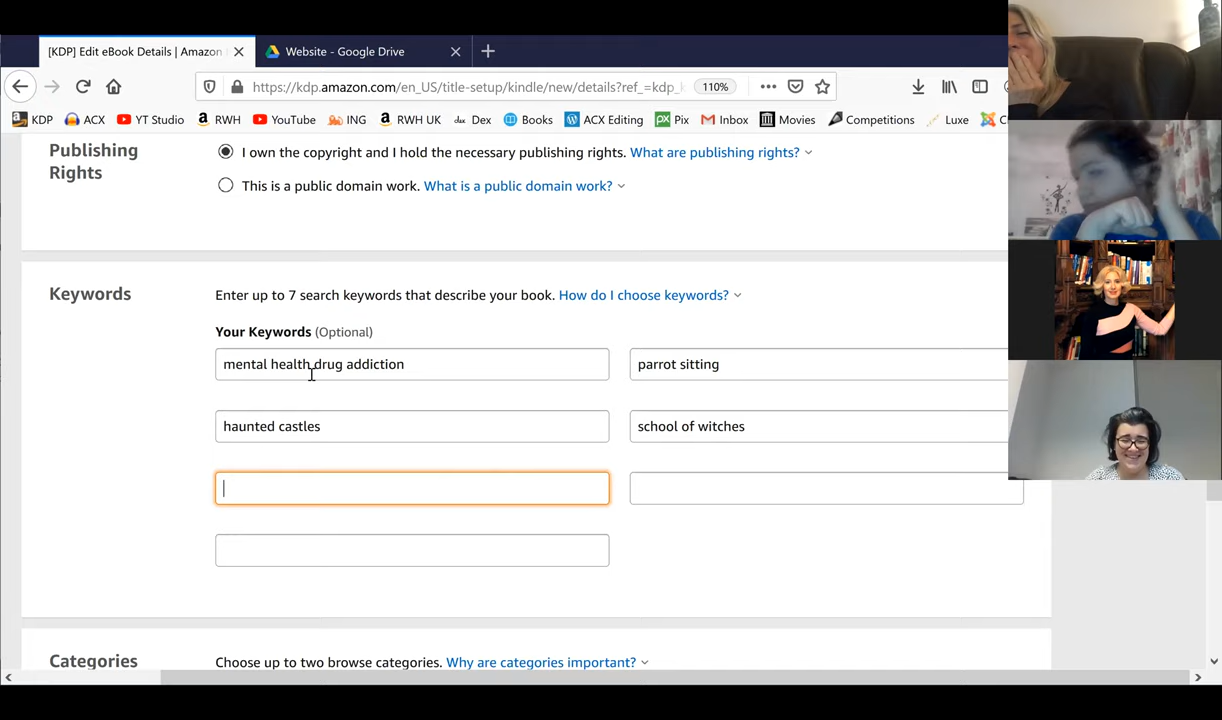 [KDP] Edit eBook Details | Amazon
Website - Google Drive
https://kdp.amazon.com/en_US/title-setup/kindle/new/details?ref_=kdp_
110%
KDP ACX YT Studio RWH YouTube ING RWH UK Dex Books ACX Editing Pix Inbox Movies Competitions Luxe
Publishing Rights
I own the copyright and I hold the necessary publishing rights. What are publishing rights?
This is a public domain work. What is a public domain work?
Keywords
Enter up to 7 search keywords that describe your book. How do I choose keywords?
Your Keywords (Optional)
mental health drug addiction
parrot sitting
haunted castles
school of witches
Categories
Choose up to two browse categories. Why are categories important?